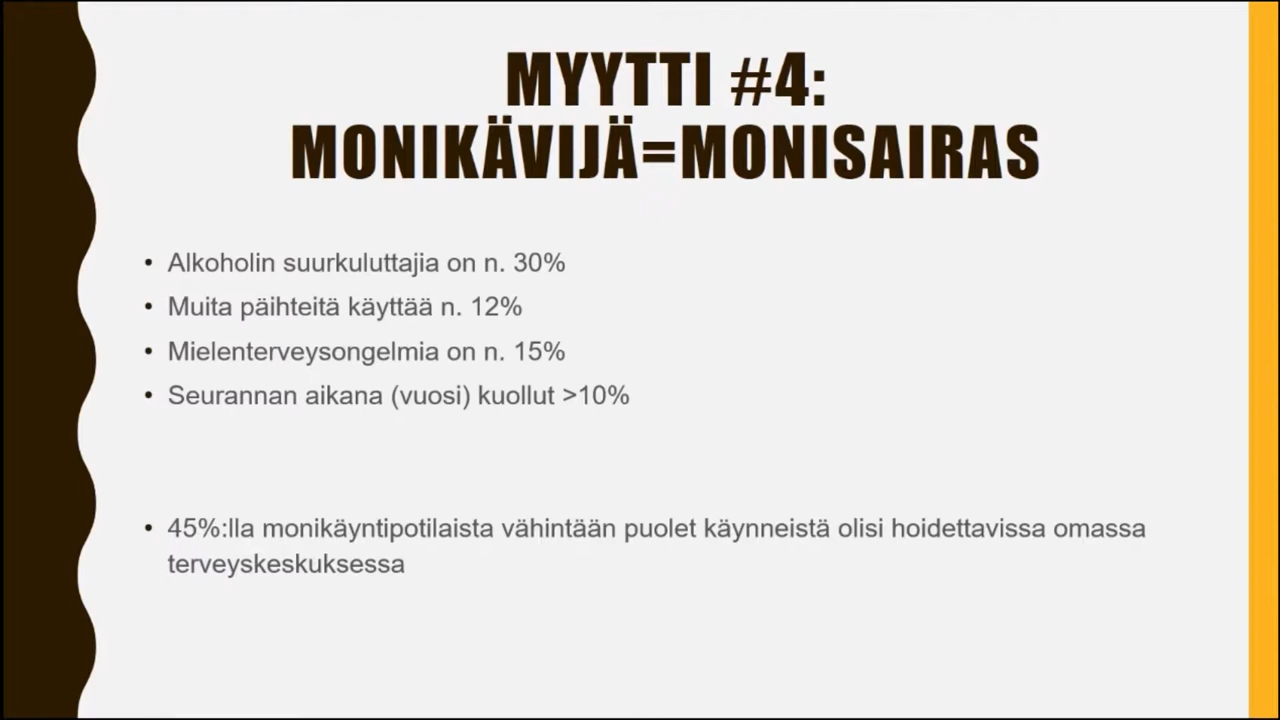 MYYTTI #4:
MONIKÄVIJÄ=MONISAIRAS
• Alkoholin suurkuluttajia on n. 30%
• Muita päihteitä käyttää n. 12%
• Mielenterveysongelmia on n. 15%
• Seurannan aikana (vuosi) kuollut >10%
• 45%:lla monikäyntipotilaista vähintään puolet käynneistä olisi hoidettavissa omassa
terveyskeskuksessa